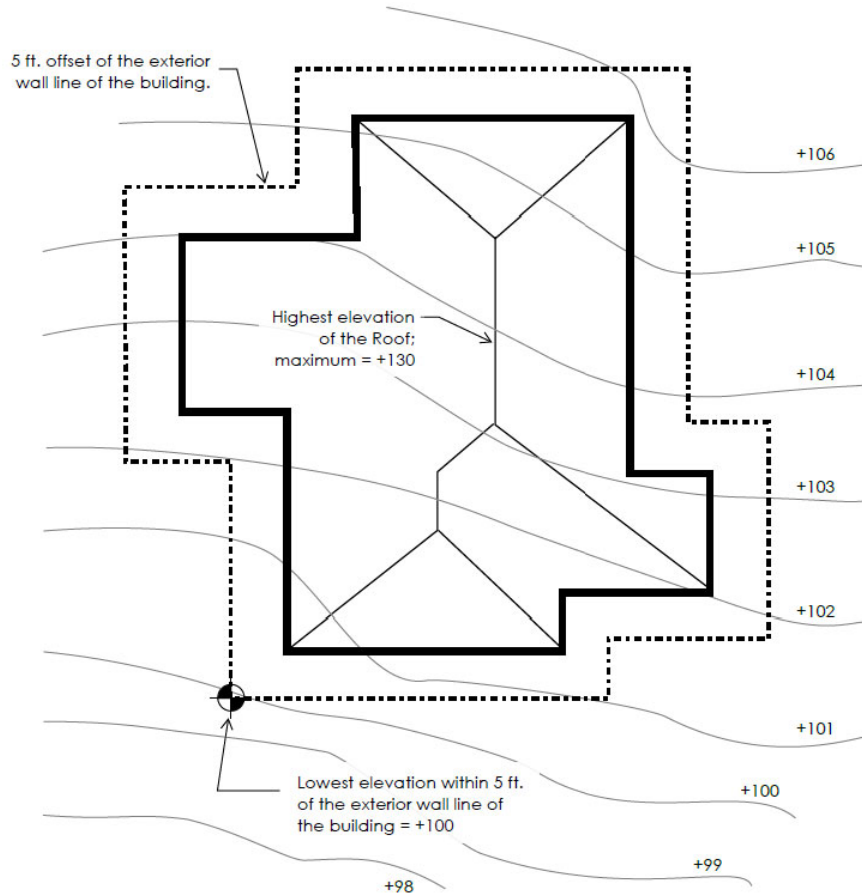 5 ft. offset of the exterior
wall line of the building.
+106
+105
Highest elevation
of the Roof;
maximum = +130
+104
+103
+102
+101
Lowest elevation within 5 ft.
of the exterior wall line of
the building = +100
+100
+99
+98